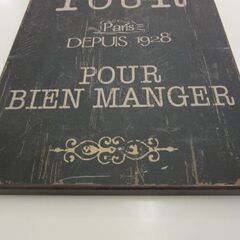 Paris
DEPUIS 1928
POUR
BIEN MANGER